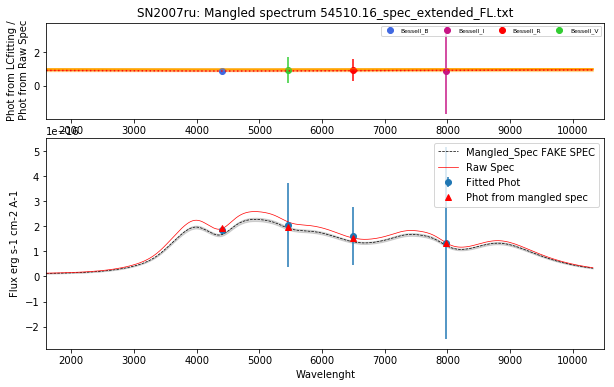 SN2007ru: Mangled spectrum 54510.16_spec_extended_FL.txt
Phot from LCfitting /
Phot from Raw Spec
2
0
Bessell_B
Bessell_I
Bessell_R
Bessell_V
2000 3000 4000 5000 6000 7000 8000 9000 10000
Flux erg s-1 cm-2 A-1
5
4
3
2
1
0
−1
−2
Mangled_Spec FAKE SPEC
Raw Spec
Fitted Phot
Phot from mangled spec
2000 3000 4000 5000 6000 7000 8000 9000 10000
Wavelenght